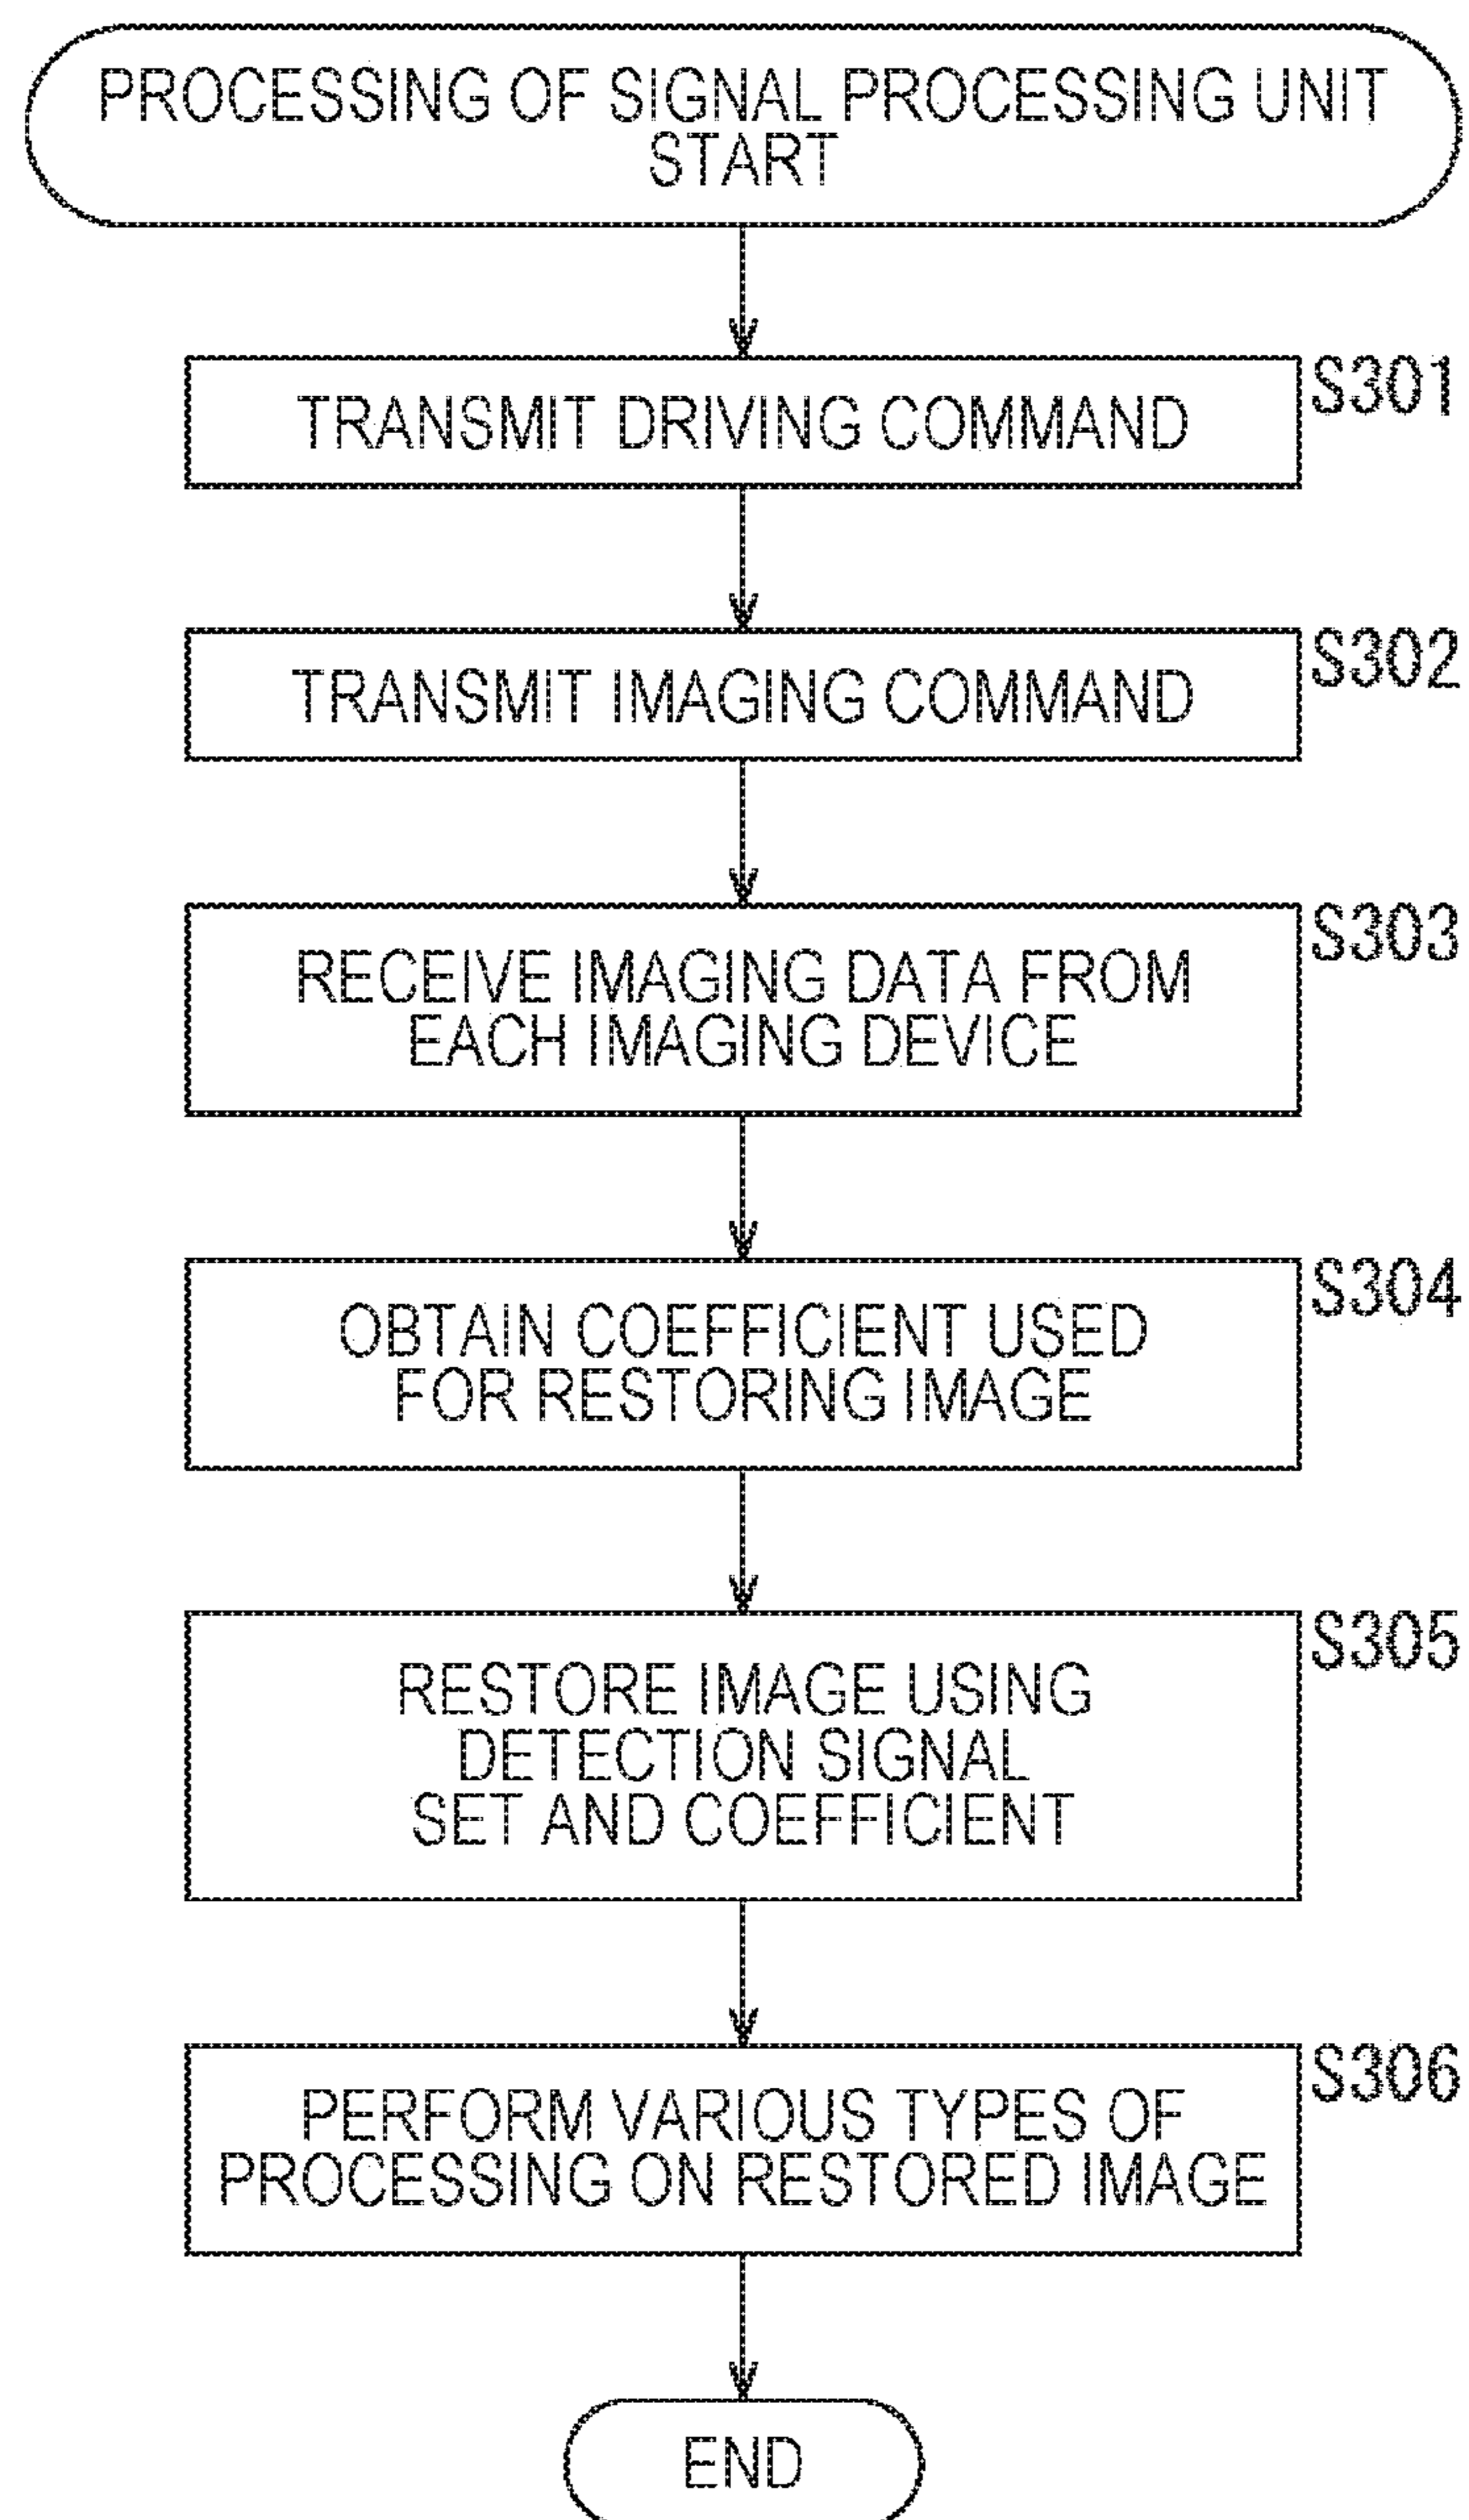 PROCESSING OF SIGNAL PROCESSING UNIT
START
S301
TRANSMIT DRIVING COMMAND
S302
TRANSMIT IMAGING COMMAND
S303
RECEIVE IMAGING DATA FROM
EACH IMAGING DEVICE
S304
OBTAIN COEFFICIENT USED
FOR RESTORING IMAGE
S305
RESTORE IMAGE USING
DETECTION SIGNAL
SET AND COEFFICIENT
S306
PERFORM VARIOUS TYPES OF
PROCESSING ON RESTORED IMAGE
END